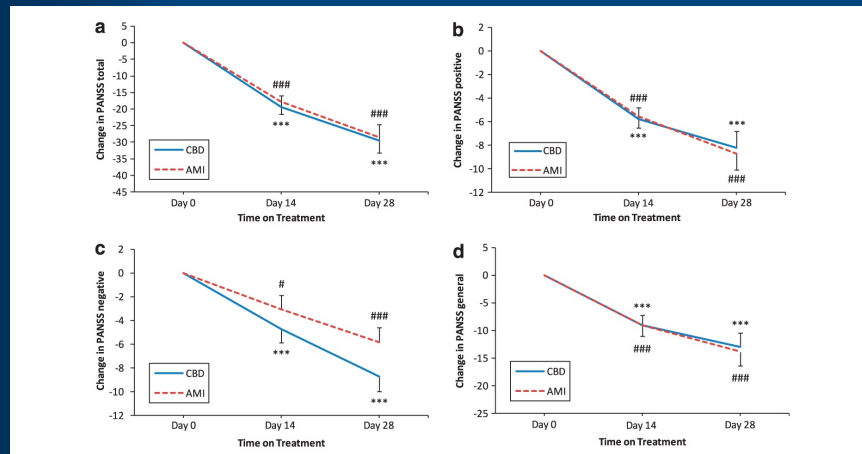 a
Change in PANSS total
5
0
-5
-10
-15
-20
-25
-30
-35
-40
-45
###
***
###
***
CBD
AMI
Day 0 Day 14 Day 28
Time on Treatment
b
Change in PANSS positive
2
0
-2
-4
-6
-8
-10
-12
###
***
***
###
CBD
AMI
Day 0 Day 14 Day 28
Time on Treatment
c
Change in PANSS negative
2
0
-2
-4
-6
-8
-10
-12
#
***
###
***
CBD
AMI
Day 0 Day 14 Day 28
Time on Treatment
d
Change in PANSS general
5
0
-5
-10
-15
-20
-25
***
###
***
###
CBD
AMI
Day 0 Day 14 Day 28
Time on Treatment